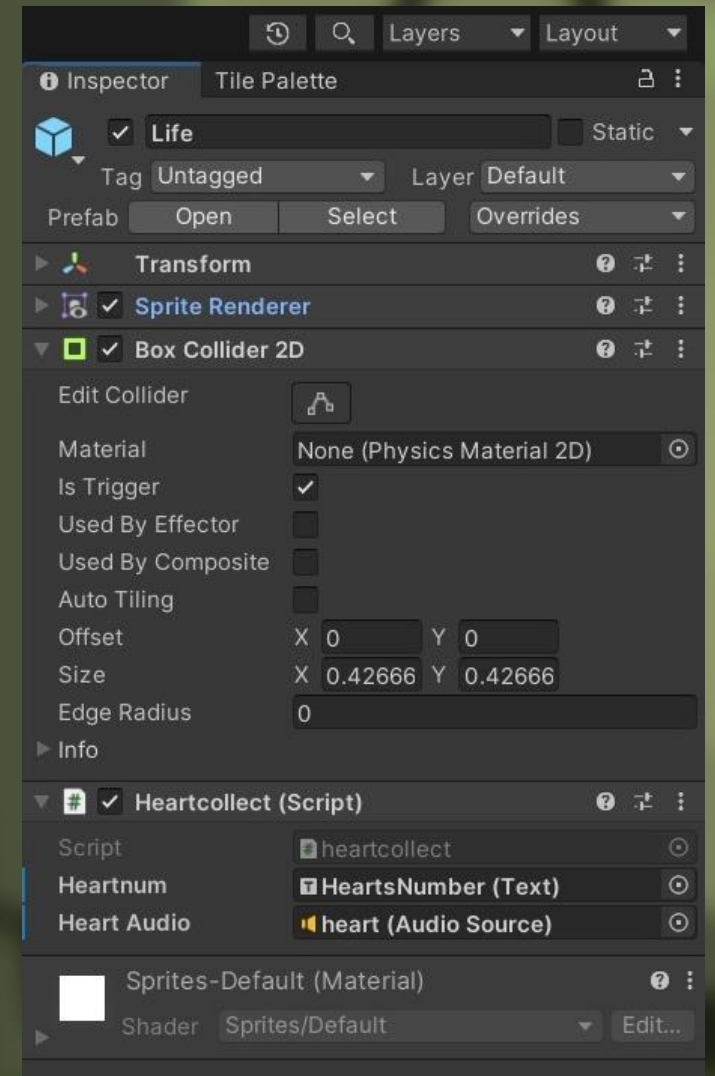 Layers Layout
Inspector Tile Palette
Life Static
Tag Untagged Layer Default
Prefab Open Select Overrides
Transform
Sprite Renderer
Box Collider 2D
Edit Collider
Material None (Physics Material 2D)
Is Trigger
Used By Effector
Used By Composite
Auto Tiling
Offset X 0 Y 0
Size X 0.42666 Y 0.42666
Edge Radius 0
Info
# Heartcollect (Script)
Script # heartcollect
Heartnum T HeartsNumber (Text)
Heart Audio heart (Audio Source)
Sprites-Default (Material)
Shader Sprites/Default Edit...